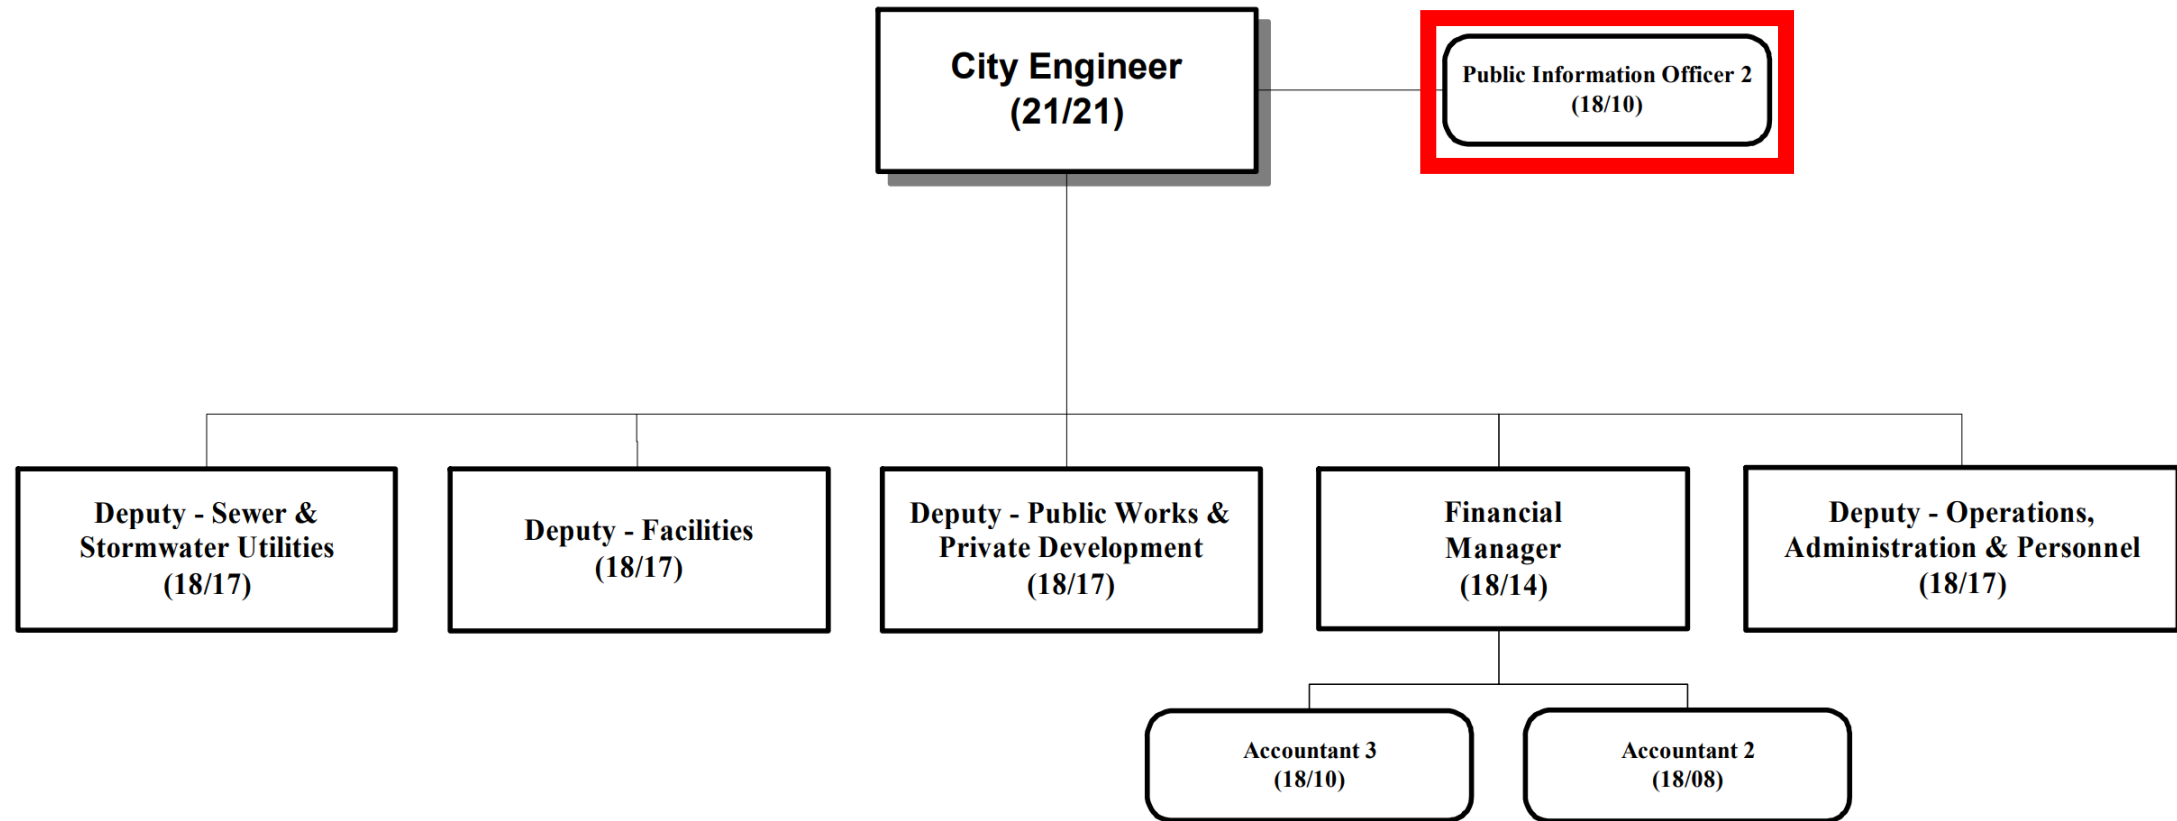 City Engineer
(21/21)
Public Information Officer 2
(18/10)
Deputy - Sewer &
Stormwater Utilities
(18/17)
Deputy - Facilities
(18/17)
Deputy - Public Works &
Private Development
(18/17)
Financial
Manager
(18/14)
Deputy - Operations,
Administration & Personnel
(18/17)
Accountant 3
(18/10)
Accountant 2
(18/08)